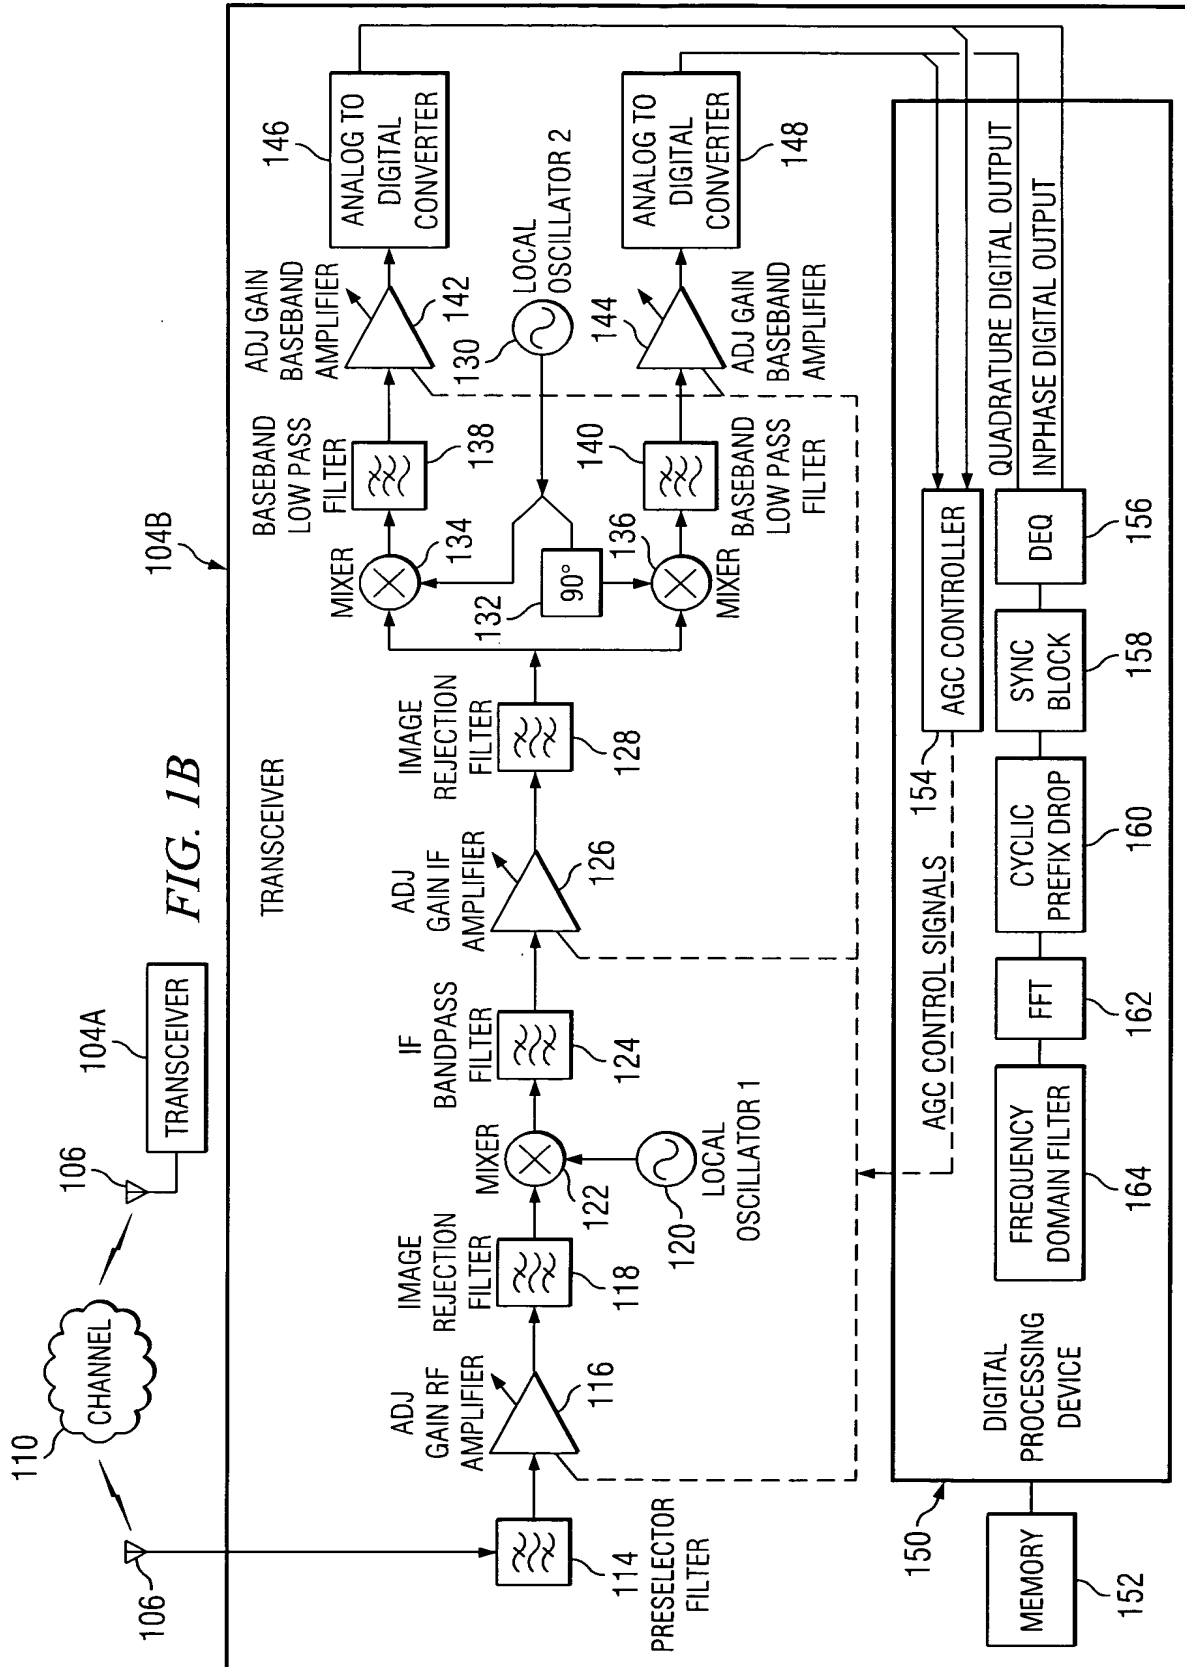 FIG. 1B
110
CHANNEL
106
106
104A
TRANSCEIVER
104B
TRANSCEIVER
114
PRESELECTOR
FILTER
ADJ
GAIN RF
AMPLIFIER
116
IMAGE
REJECTION
FILTER
118
MIXER
122
120
LOCAL
OSCILLATOR 1
IF
BANDPASS
FILTER
124
ADJ
GAIN IF
AMPLIFIER
126
IMAGE
REJECTION
FILTER
128
MIXER
134
132
90°
136
MIXER
BASEBAND
LOW PASS
FILTER
138
140
BASEBAND
LOW PASS
FILTER
ADJ GAIN
BASEBAND
AMPLIFIER
142
130
LOCAL
OSCILLATOR 2
144
ADJ GAIN
BASEBAND
AMPLIFIER
146
ANALOG TO
DIGITAL
CONVERTER
ANALOG TO
DIGITAL
CONVERTER
148
QUADRATURE DIGITAL OUTPUT
INPHASE DIGITAL OUTPUT
AGC CONTROL SIGNALS
154
AGC CONTROLLER
DEQ
156
SYNC
BLOCK
158
CYCLIC
PREFIX DROP
160
FFT
162
FREQUENCY
DOMAIN FILTER
164
DIGITAL
PROCESSING
DEVICE
150
MEMORY
152